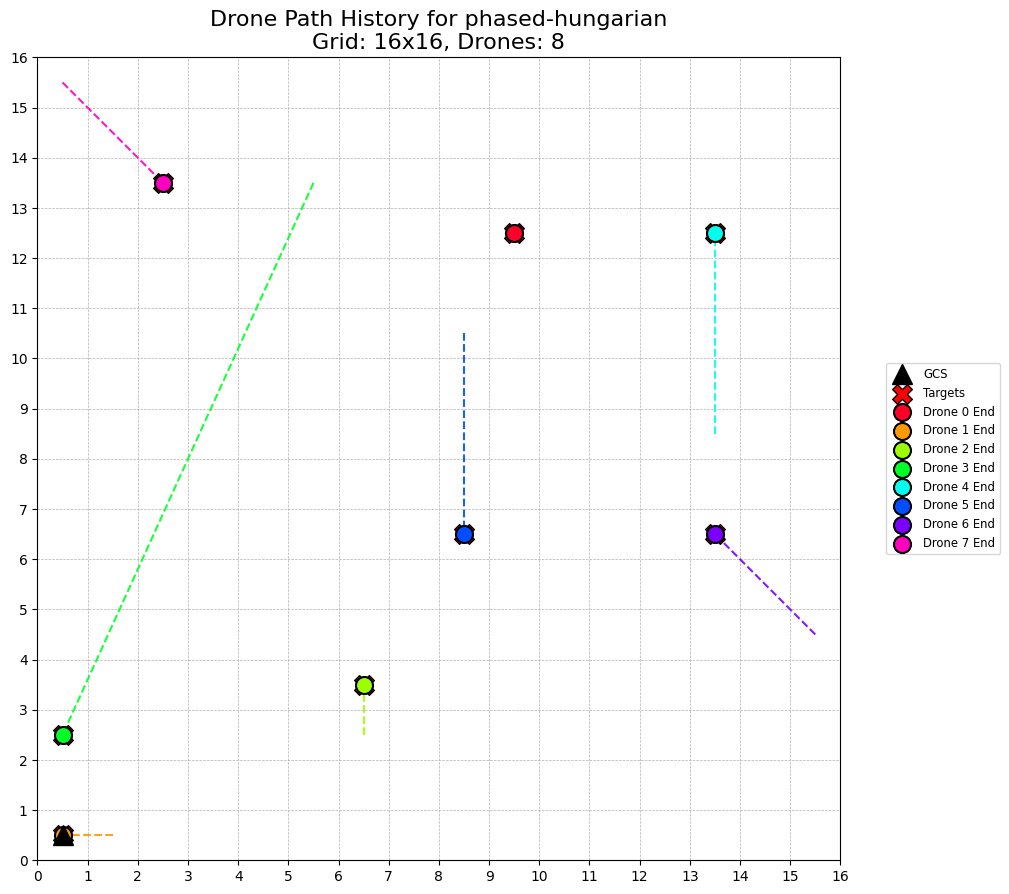 Drone Path History for phased-hungarian
Grid: 16x16, Drones: 8
16
15
14
13
12
11
10
9
8
7
6
5
4
3
2
1
0
0 1 2 3 4 5 6 7 8 9 10 11 12 13 14 15 16
GCS
Targets
Drone 0 End
Drone 1 End
Drone 2 End
Drone 3 End
Drone 4 End
Drone 5 End
Drone 6 End
Drone 7 End